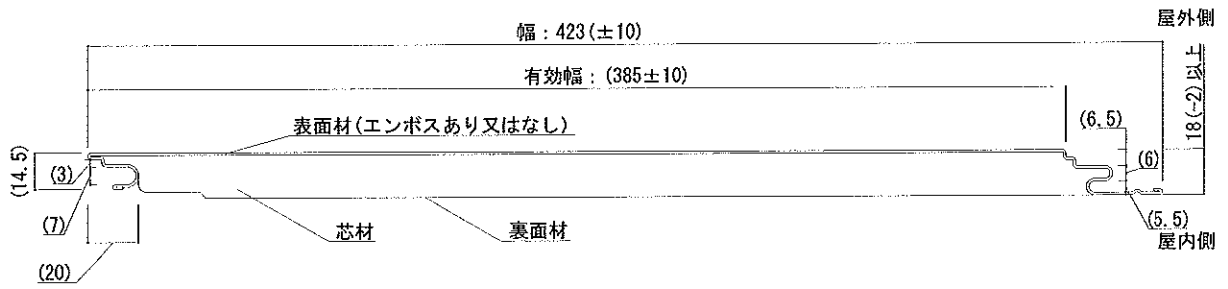 屋外側
幅：423(±10)
有効幅：(385±10)
18(-2)以上
表面材(エンボスあり又はなし)
(6.5)
(14.5)
(3)
(6)
(7)
芯材
裏面材
(5.5)
屋内側
(20)